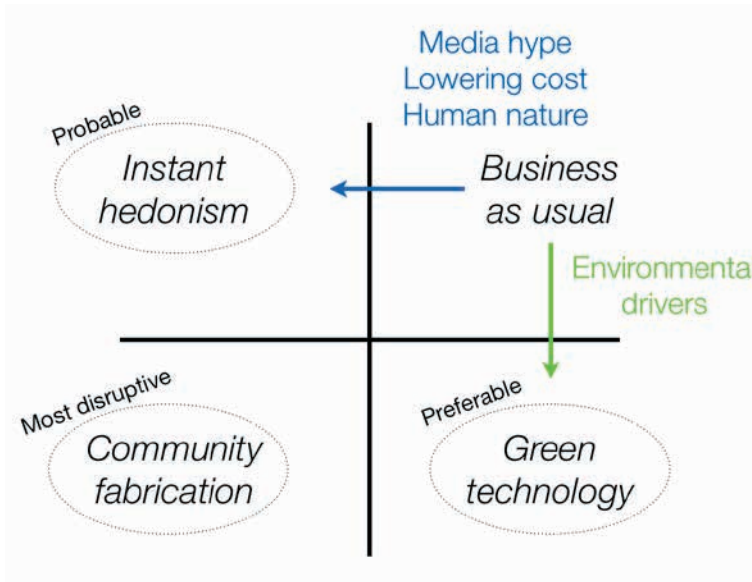 Media hype
Lowering cost
Human nature
Probable
Instant
hedonism
Business
as usual
Environmenta
drivers
Most disruptive
Community
fabrication
Preferable
Green
technology